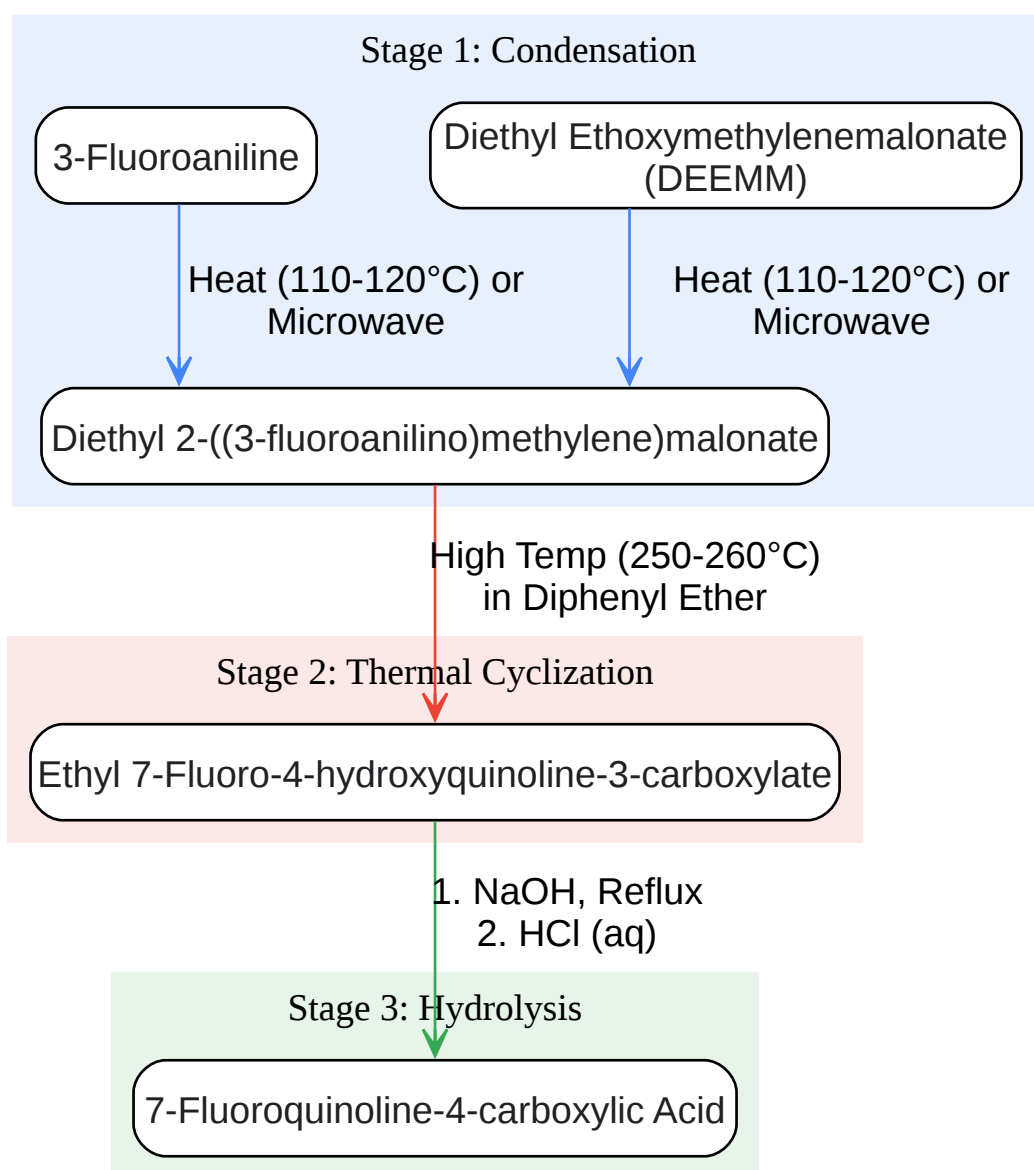 Stage 1: Condensation
3-Fluoroaniline
Diethyl Ethoxymethylenemalonate
(DEEMM)
Heat (110-120°C) or
Microwave
Heat (110-120°C) or
Microwave
Diethyl 2-((3-fluoroanilino)methylene)malonate
High Temp (250-260°C)
in Diphenyl Ether
Stage 2: Thermal Cyclization
Ethyl 7-Fluoro-4-hydroxyquinoline-3-carboxylate
1. NaOH, Reflux
2. HCl (aq)
Stage 3: Hydrolysis
7-Fluoroquinoline-4-carboxylic Acid